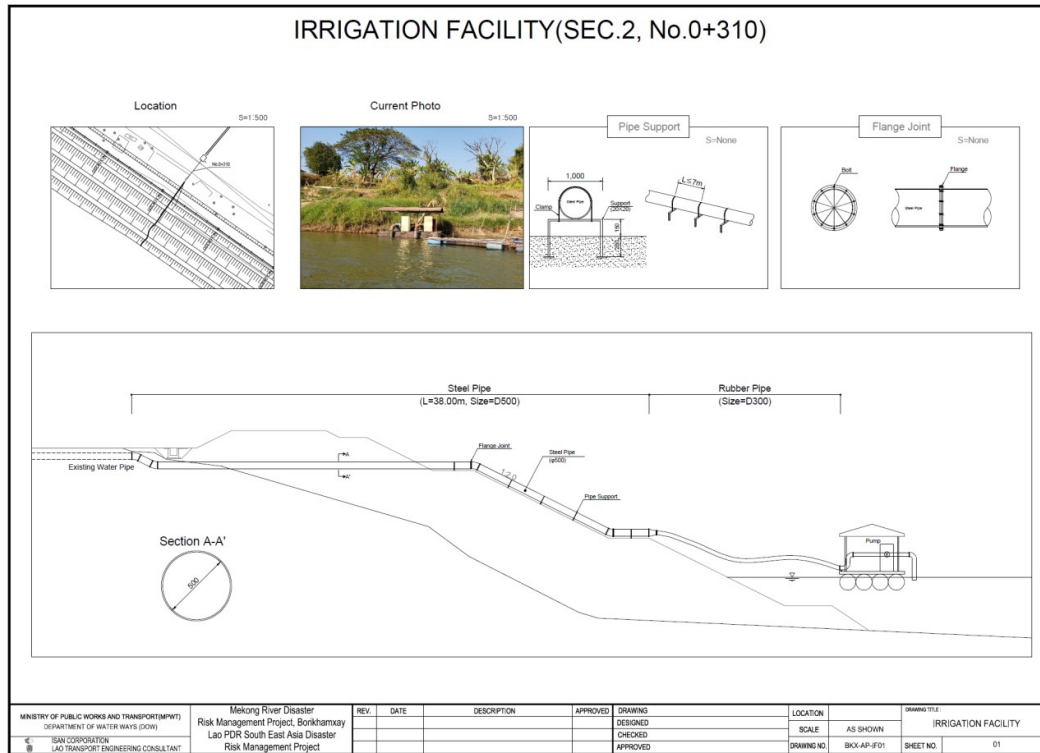 IRRIGATION FACILITY(SEC.2, No.0+310)
Location
S=1:500
No.0+310
Current Photo
S=1:500
Pipe Support
S=None
1,000
Steel Pipe
Clamp
Support
(20×20)
150
L≤7m
Flange Joint
S=None
Bolt
Flange
Steel Pipe
Steel Pipe
(L=38.00m, Size=D500)
Rubber Pipe
(Size=D300)
Existing Water Pipe
A
A'
Flange Joint
Steel Pipe
(φ500)
1:2.0
Pipe Support
Pump
Section A-A'
500
MINISTRY OF PUBLIC WORKS AND TRANSPORT(MPWT)
DEPARTMENT OF WATER WAYS (DOW)
ISAN CORPORATION
LAO TRANSPORT ENGINEERING CONSULTANT
Mekong River Disaster
Risk Management Project, Borikhamxay
Lao PDR South East Asia Disaster
Risk Management Project
REV. DATE DESCRIPTION APPROVED
DRAWING
DESIGNED
CHECKED
APPROVED
LOCATION
SCALE AS SHOWN
DRAWING NO. BKX-AP-IF01
DRAWING TITLE :
IRRIGATION FACILITY
SHEET NO. 01